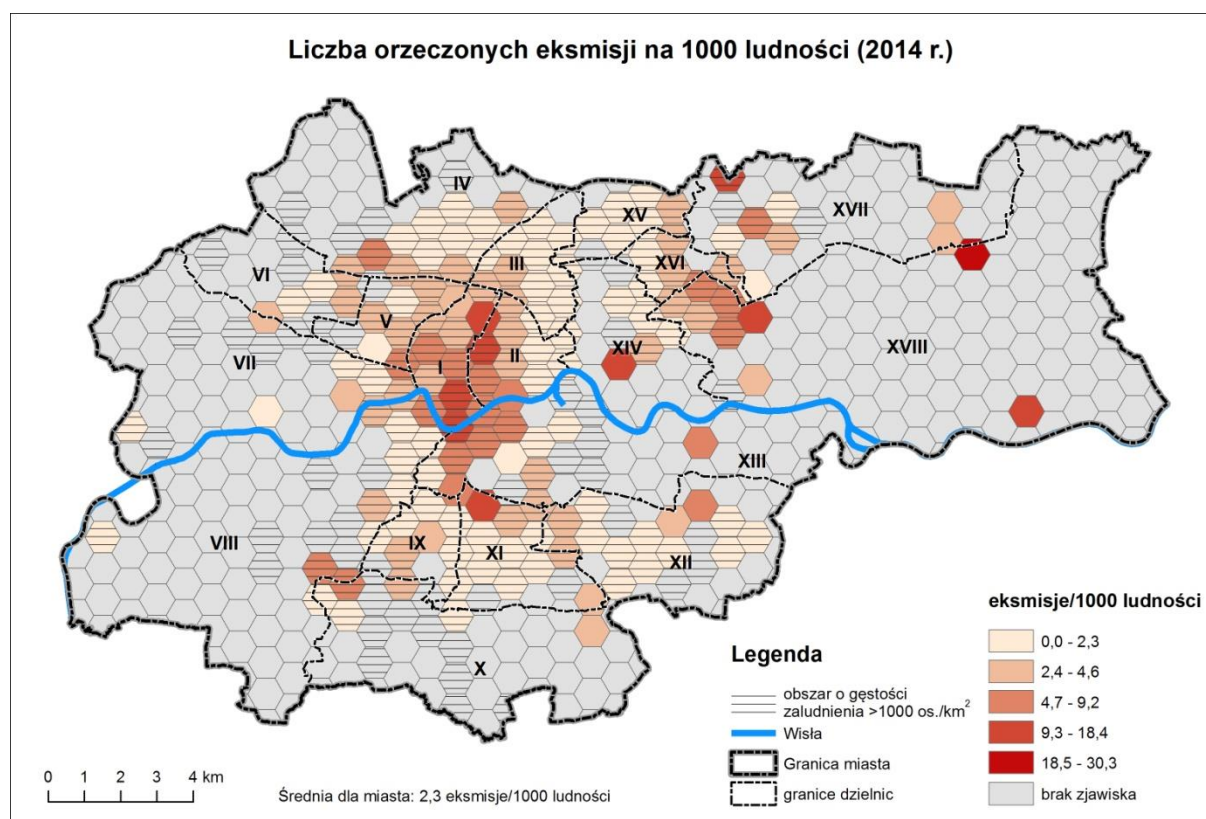 Liczba orzeczonych eksmisji na 1000 ludności (2014 r.)
IV
XV
XVII
III
VI
XVI
V
VII
I
II
XIV
XVIII
XIII
VIII
IX
XI
XII
X
eksmisje/1000 ludności
0,0 - 2,3
2,4 - 4,6
4,7 - 9,2
9,3 - 18,4
18,5 - 30,3
brak zjawiska
Legenda
obszar o gęstości
zaludnienia >1000 os./km²
Wisła
Granica miasta
granice dzielnic
0 1 2 3 4 km
Średnia dla miasta: 2,3 eksmisje/1000 ludności